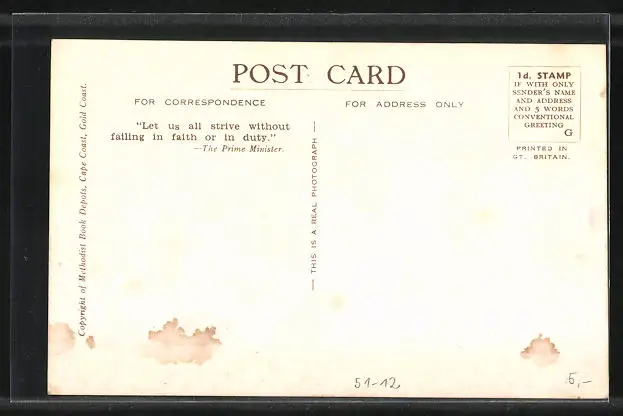 POST CARD
FOR CORRESPONDENCE
FOR ADDRESS ONLY
1d. STAMP
IF WITH ONLY
SENDER'S NAME
AND ADDRESS
AND 5 WORDS
CONVENTIONAL
GREETING
G
PRINTED IN
GT. BRITAIN.
"Let us all strive without
failing in faith or in duty."
—The Prime Minister.
— THIS IS A REAL PHOTOGRAPH —
Copyright of Methodist Book Depots, Cape Coast, Gold Coast.
51-12
5,-